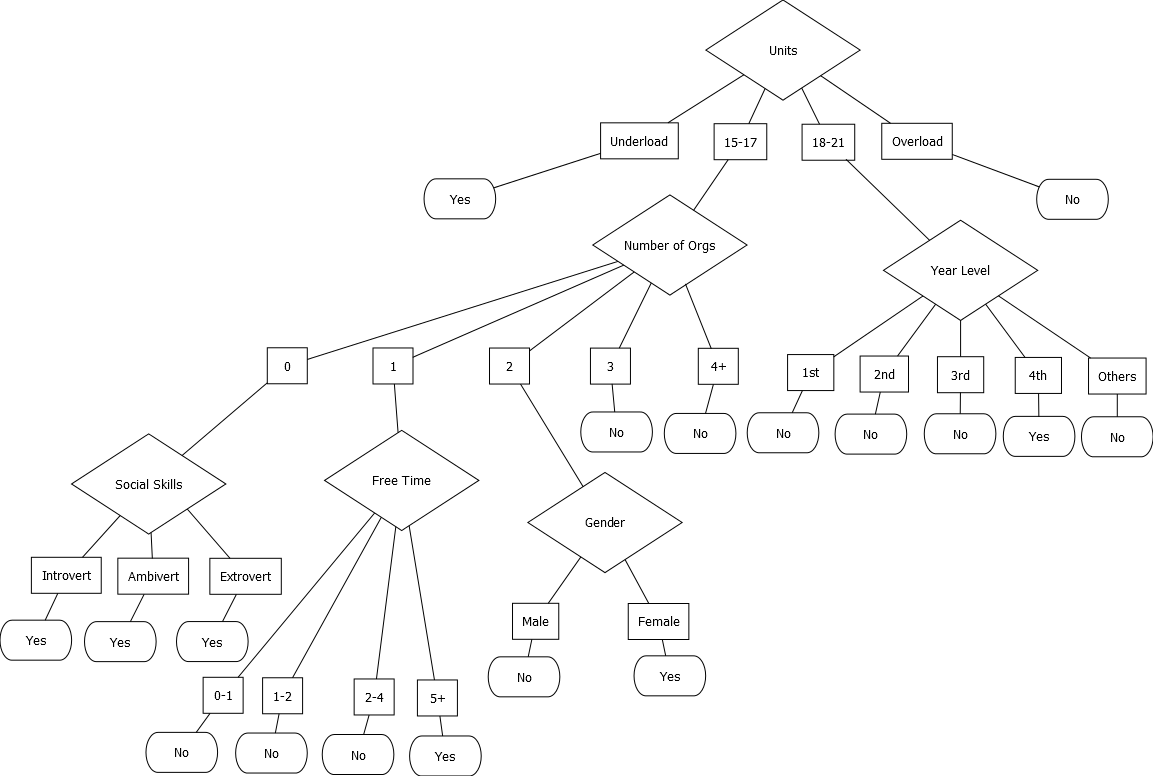 Units
Underload
15-17
18-21
Overload
Yes
No
Number of Orgs
Year Level
0
1
2
3
4+
1st
2nd
3rd
4th
Others
No
No
No
No
No
Yes
No
Social Skills
Free Time
Gender
Introvert
Ambivert
Extrovert
Male
Female
Yes
Yes
Yes
No
Yes
0-1
1-2
2-4
5+
No
No
No
Yes